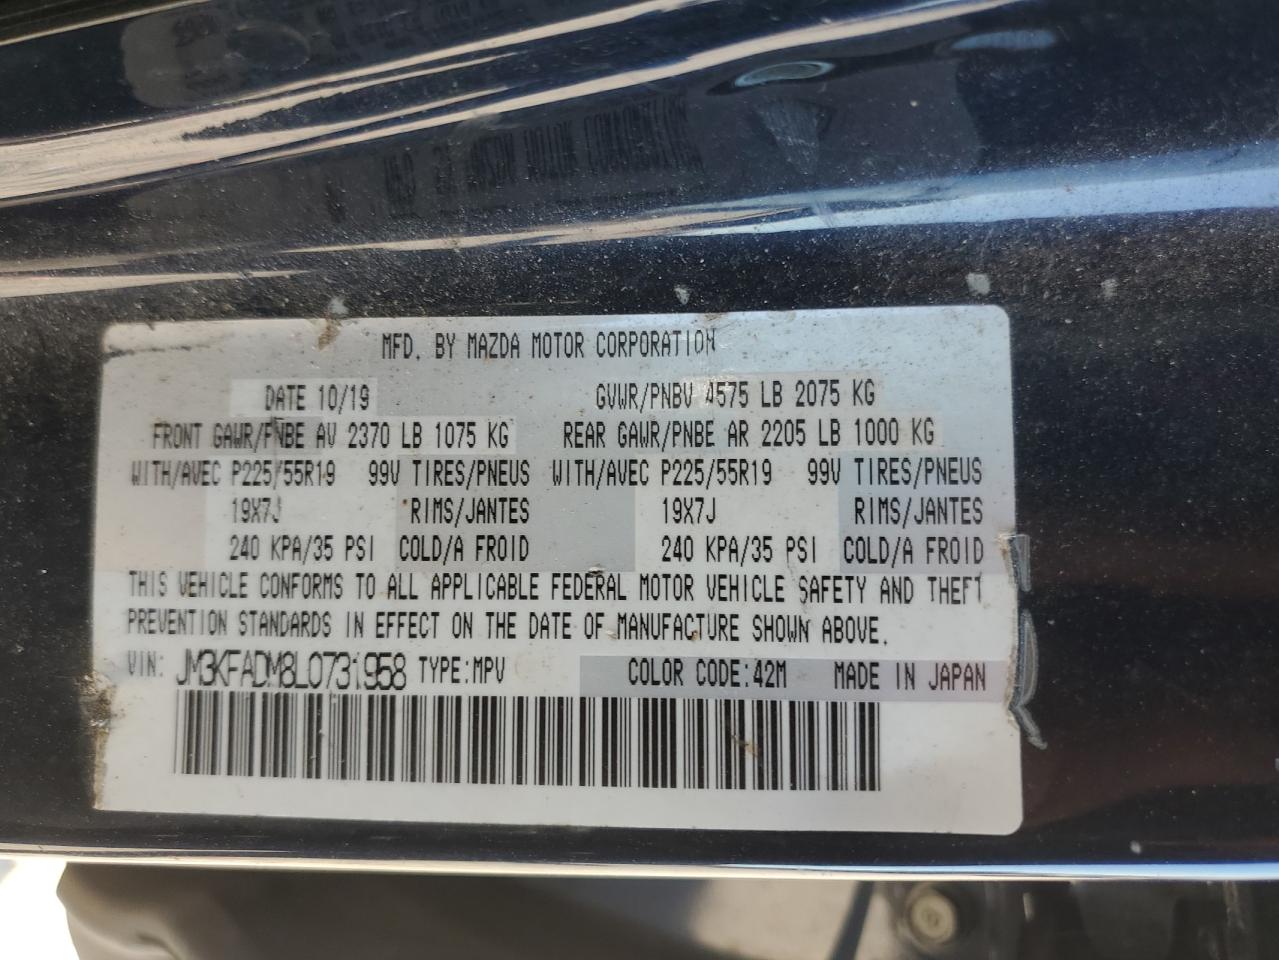 MFD. BY MAZDA MOTOR CORPORATION
DATE 10/19 GVWR/PNBV 4575 LB 2075 KG
FRONT GAWR/PNBE AV 2370 LB 1075 KG REAR GAWR/PNBE AR 2205 LB 1000 KG
WITH/AVEC P225/55R19 99V TIRES/PNEUS WITH/AVEC P225/55R19 99V TIRES/PNEUS
19X7J RIMS/JANTES 19X7J RIMS/JANTES
240 KPA/35 PSI COLD/A FROID 240 KPA/35 PSI COLD/A FROID
THIS VEHICLE CONFORMS TO ALL APPLICABLE FEDERAL MOTOR VEHICLE SAFETY AND THEFT
PREVENTION STANDARDS IN EFFECT ON THE DATE OF MANUFACTURE SHOWN ABOVE.
VIN: JM3KFADM8L0731958 TYPE:MPV COLOR CODE:42M MADE IN JAPAN